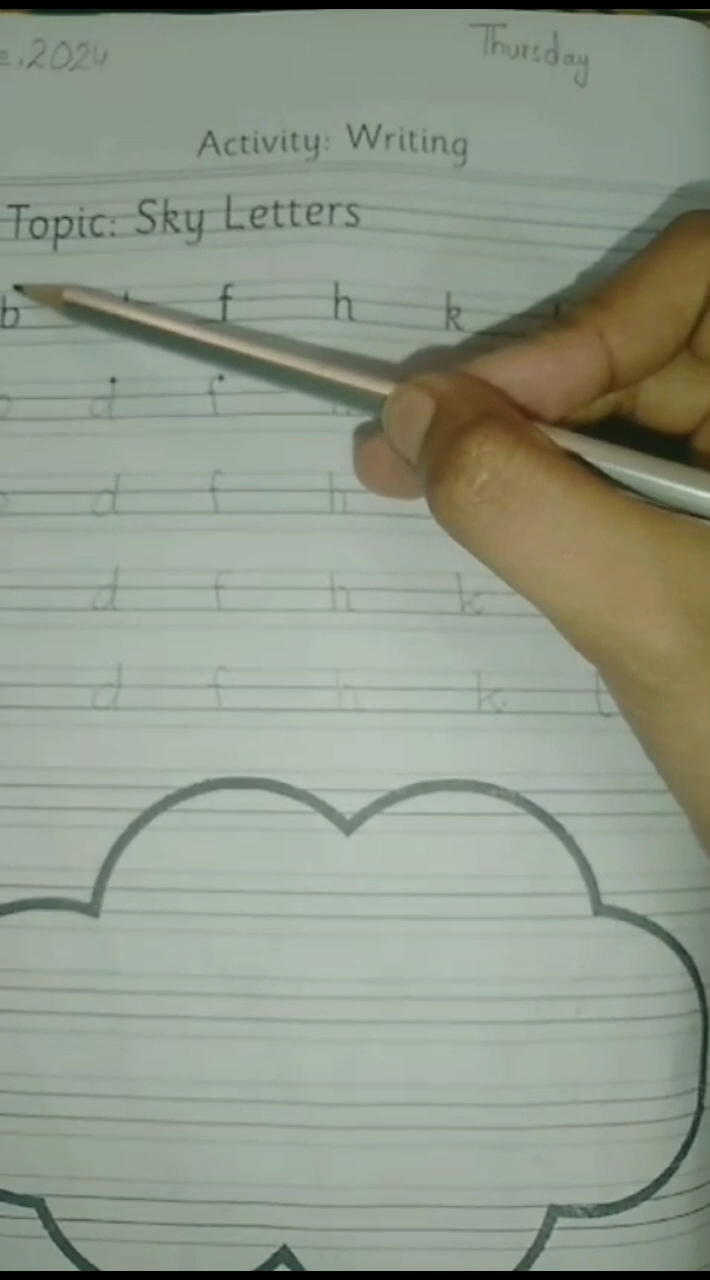 .2024 Thursday
Activity: Writing
Topic: Sky Letters
b f h k
d f
d f h
d f h k
d f h k